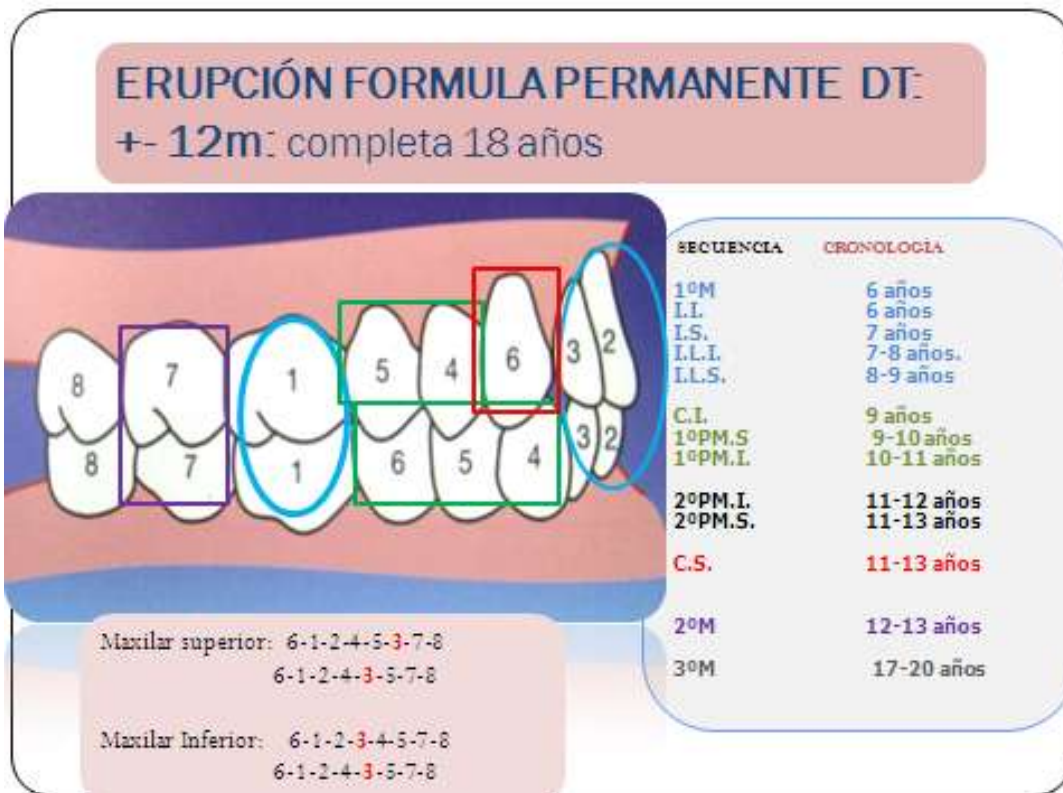 ERUPCIÓN FORMULA PERMANENTE DT:
+- 12m: completa 18 años
8 7 1 5 4 6 3 2
8 7 1 6 5 4 3 2
SECUENCIA CRONOLOGÍA
1ºM 6 años
I.I. 6 años
I.S. 7 años
I.L.I. 7-8 años.
I.L.S. 8-9 años
C.I. 9 años
1ºPM.S 9-10 años
1ºPM.I. 10-11 años
2ºPM.I. 11-12 años
2ºPM.S. 11-13 años
C.S. 11-13 años
2ºM 12-13 años
3ºM 17-20 años
Maxilar superior: 6-1-2-4-5-3-7-8
6-1-2-4-3-5-7-8
Maxilar Inferior: 6-1-2-3-4-5-7-8
6-1-2-4-3-5-7-8